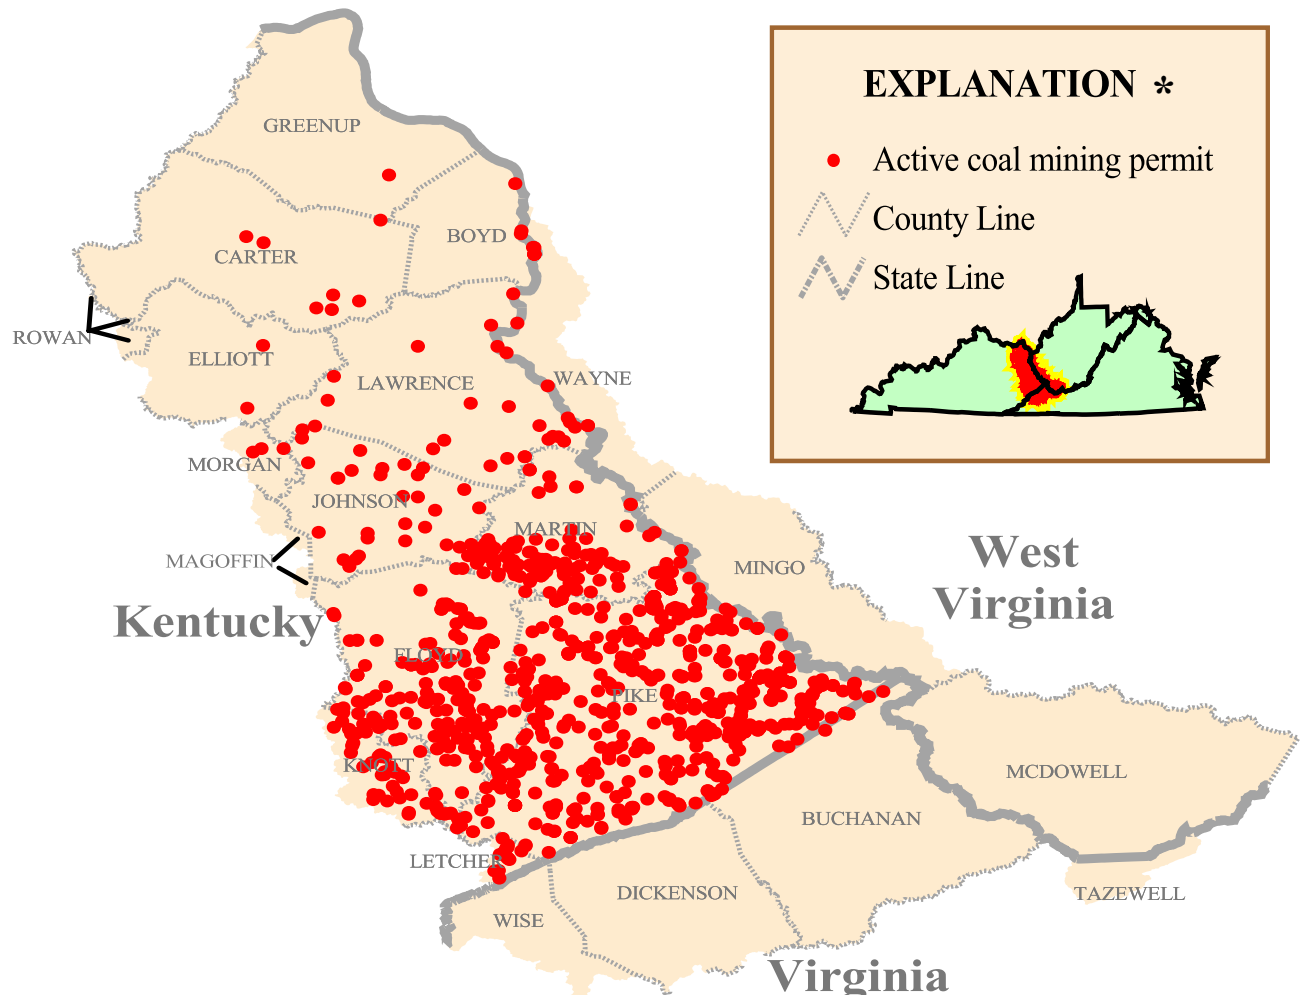 EXPLANATION *
Active coal mining permit
County Line
State Line
GREENUP
CARTER
BOYD
ROWAN
ELLIOTT
LAWRENCE
WAYNE
MORGAN
JOHNSON
MARTIN
MAGOFFIN
MINGO
West
Virginia
Kentucky
FLOYD
PIKE
KNOTT
MCDOWELL
BUCHANAN
LETCHER
DICKENSON
TAZEWELL
WISE
Virginia